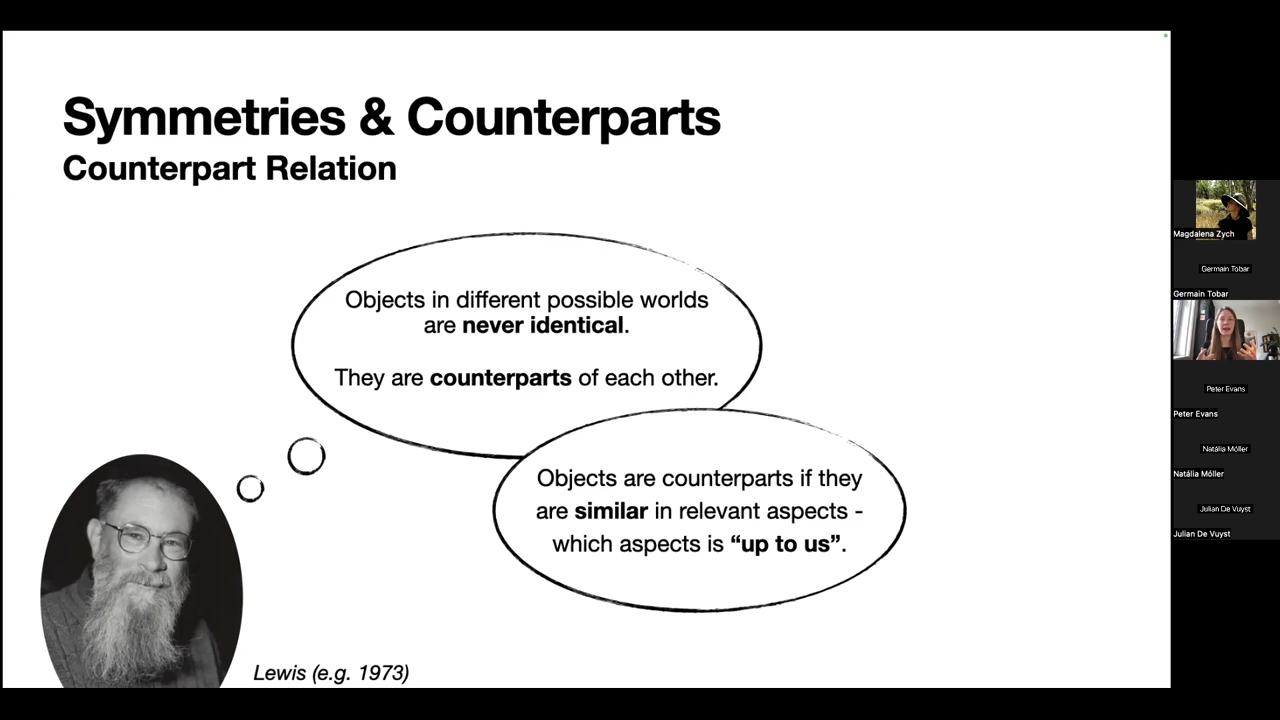 Symmetries & Counterparts
Counterpart Relation
Objects in different possible worlds
are never identical.
They are counterparts of each other.
Objects are counterparts if they
are similar in relevant aspects -
which aspects is “up to us”.
Lewis (e.g. 1973)
Magdalena Zych
Germain Tobar
Germain Tobar
Peter Evans
Peter Evans
Natália Móller
Natália Móller
Julian De Vuyst
Julian De Vuyst